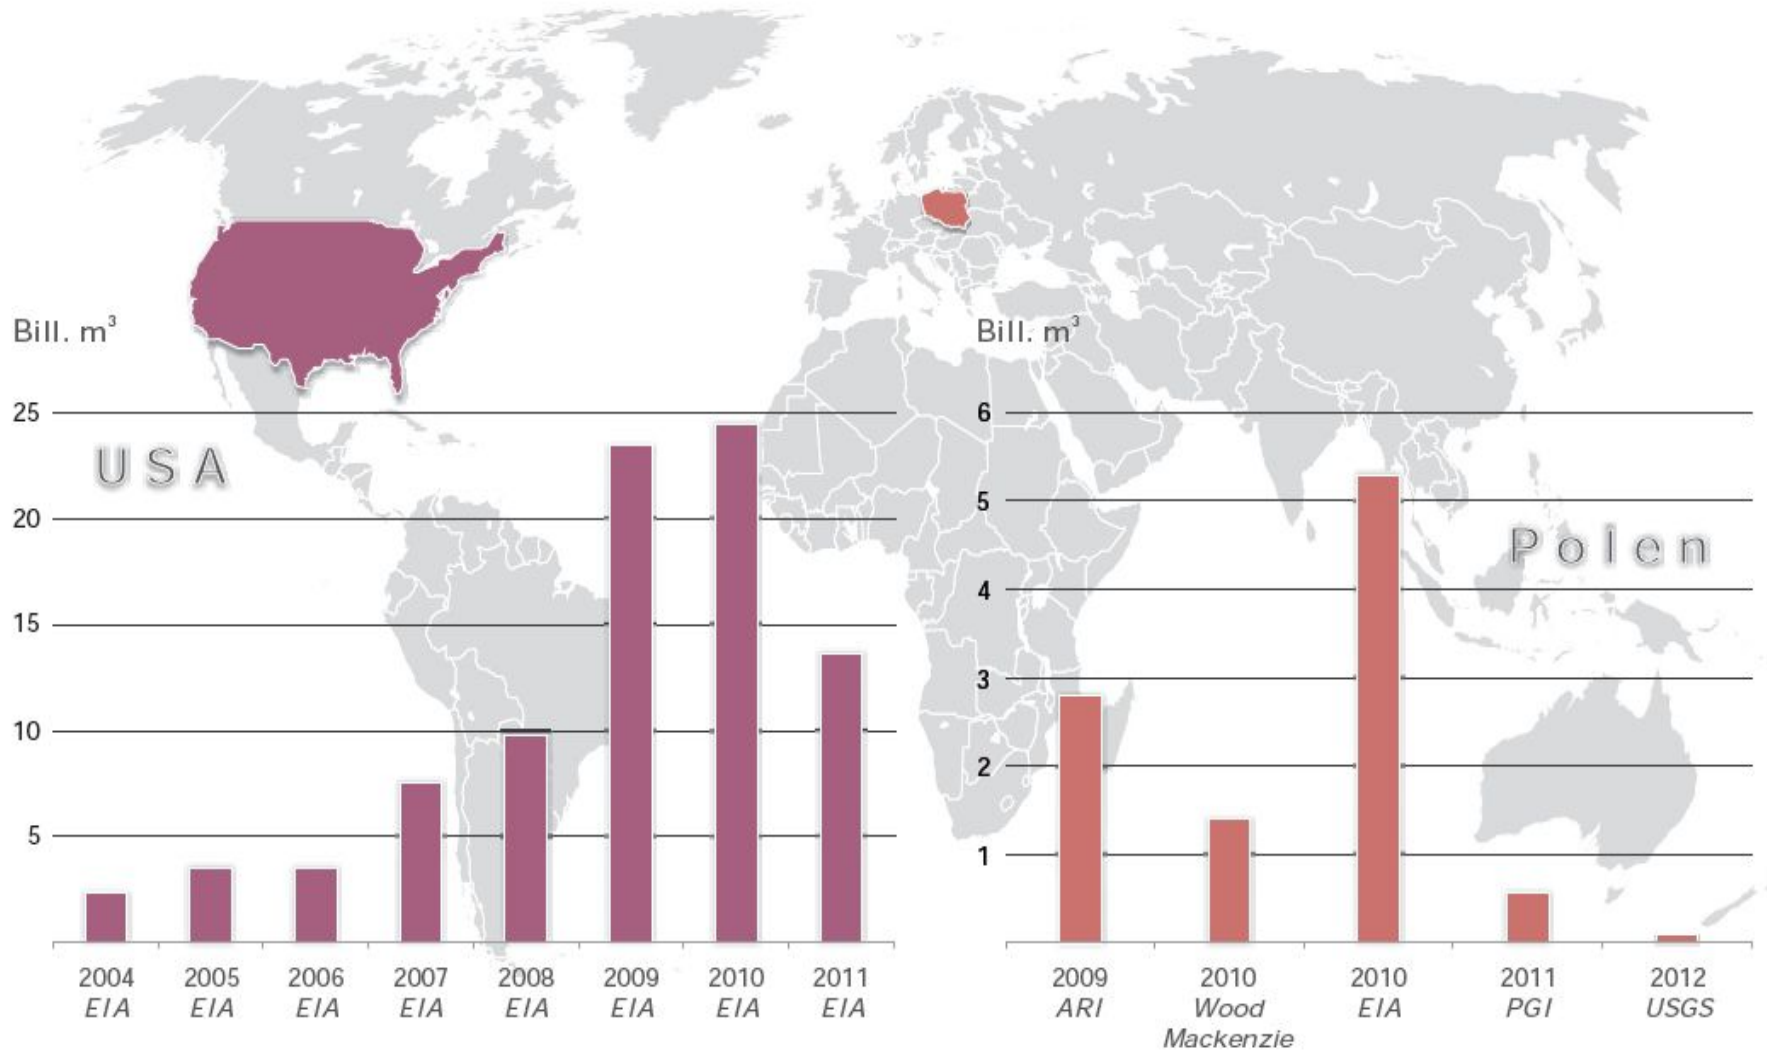 Bill. m³
25
USA
20
15
10
5
2004 2005 2006 2007 2008 2009 2010 2011
EIA EIA EIA EIA EIA EIA EIA EIA
Bill. m³
6
5
Polen
4
3
2
1
2009 2010 2010 2011 2012
ARI Wood EIA PGI USGS
Mackenzie